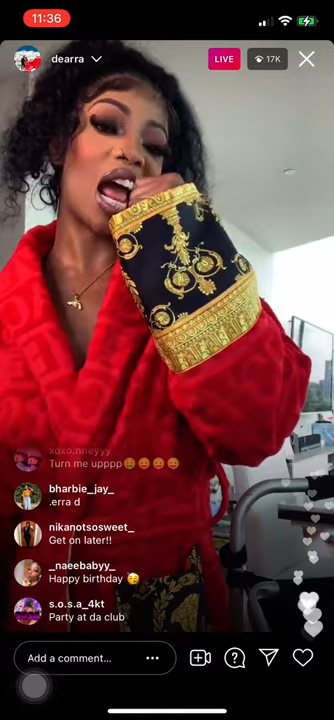 11:36
dearra
LIVE
17K
xoxo.nneyyy
Turn me upppp🤑🤑🤑🤑
bharbie__jay_
.erra d
nikanotsosweet_
Get on later!!
_naeebabyy_
Happy birthday 🥳
s.o.s.a_4kt
Party at da club
Add a comment...